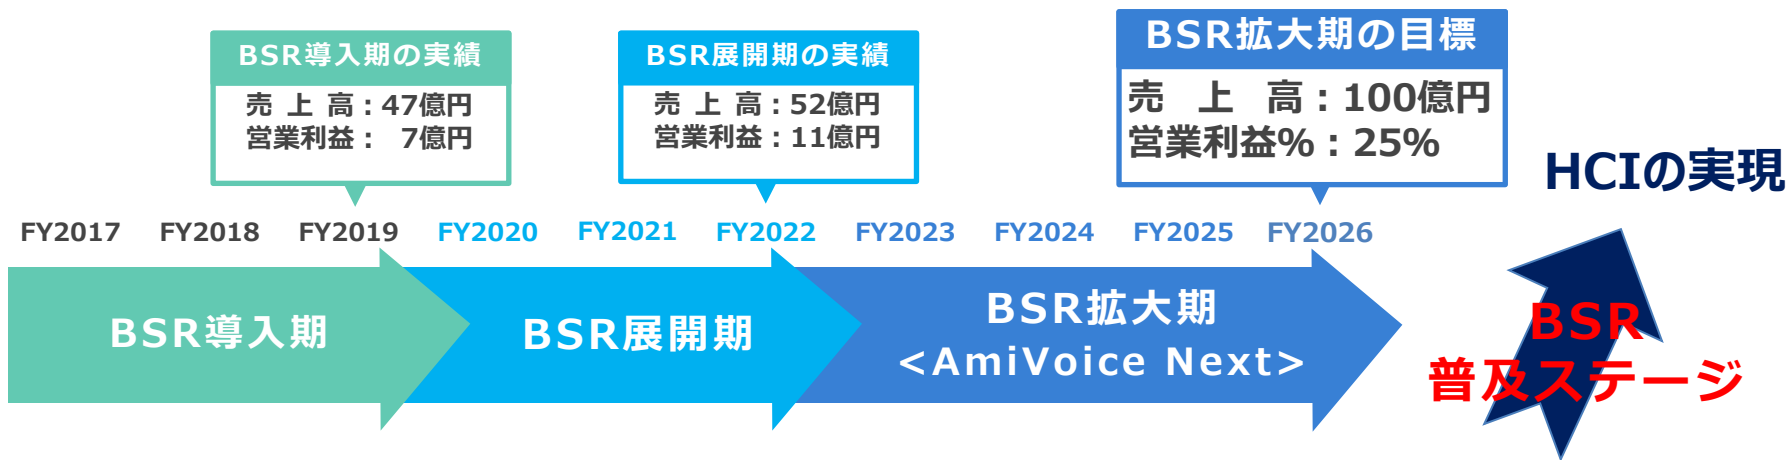 BSR導入期の実績
売 上 高:47億円
営業利益: 7億円
BSR展開期の実績
売 上 高:52億円
営業利益:11億円
BSR拡大期の目標
売 上 高:100億円
営業利益%:25%
HCIの実現
FY2017 FY2018 FY2019 FY2020 FY2021 FY2022 FY2023 FY2024 FY2025 FY2026
BSR導入期
BSR展開期
BSR拡大期
<AmiVoice Next>
BSR
普及ステージ